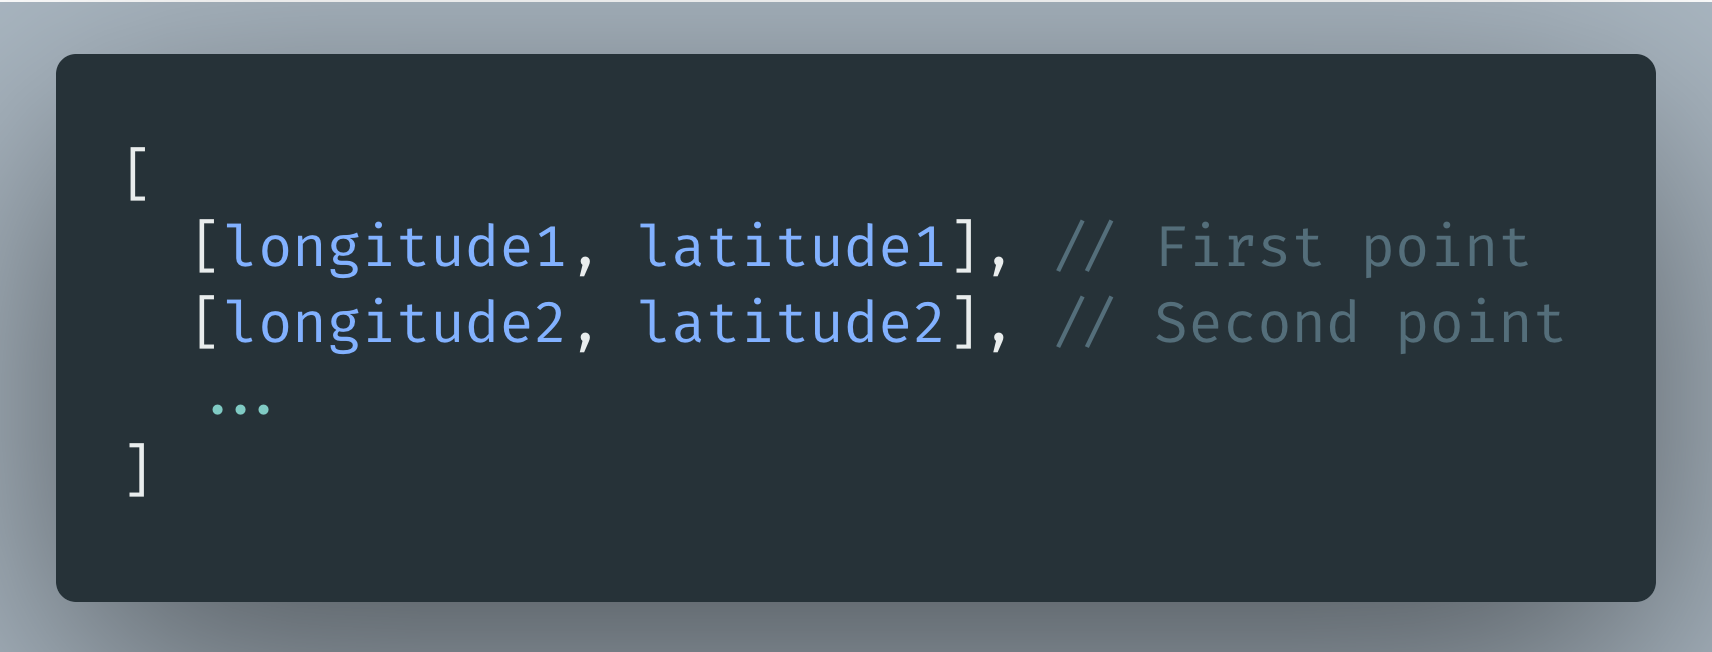 [
[longitude1, latitude1], // First point
[longitude2, latitude2], // Second point
...
]